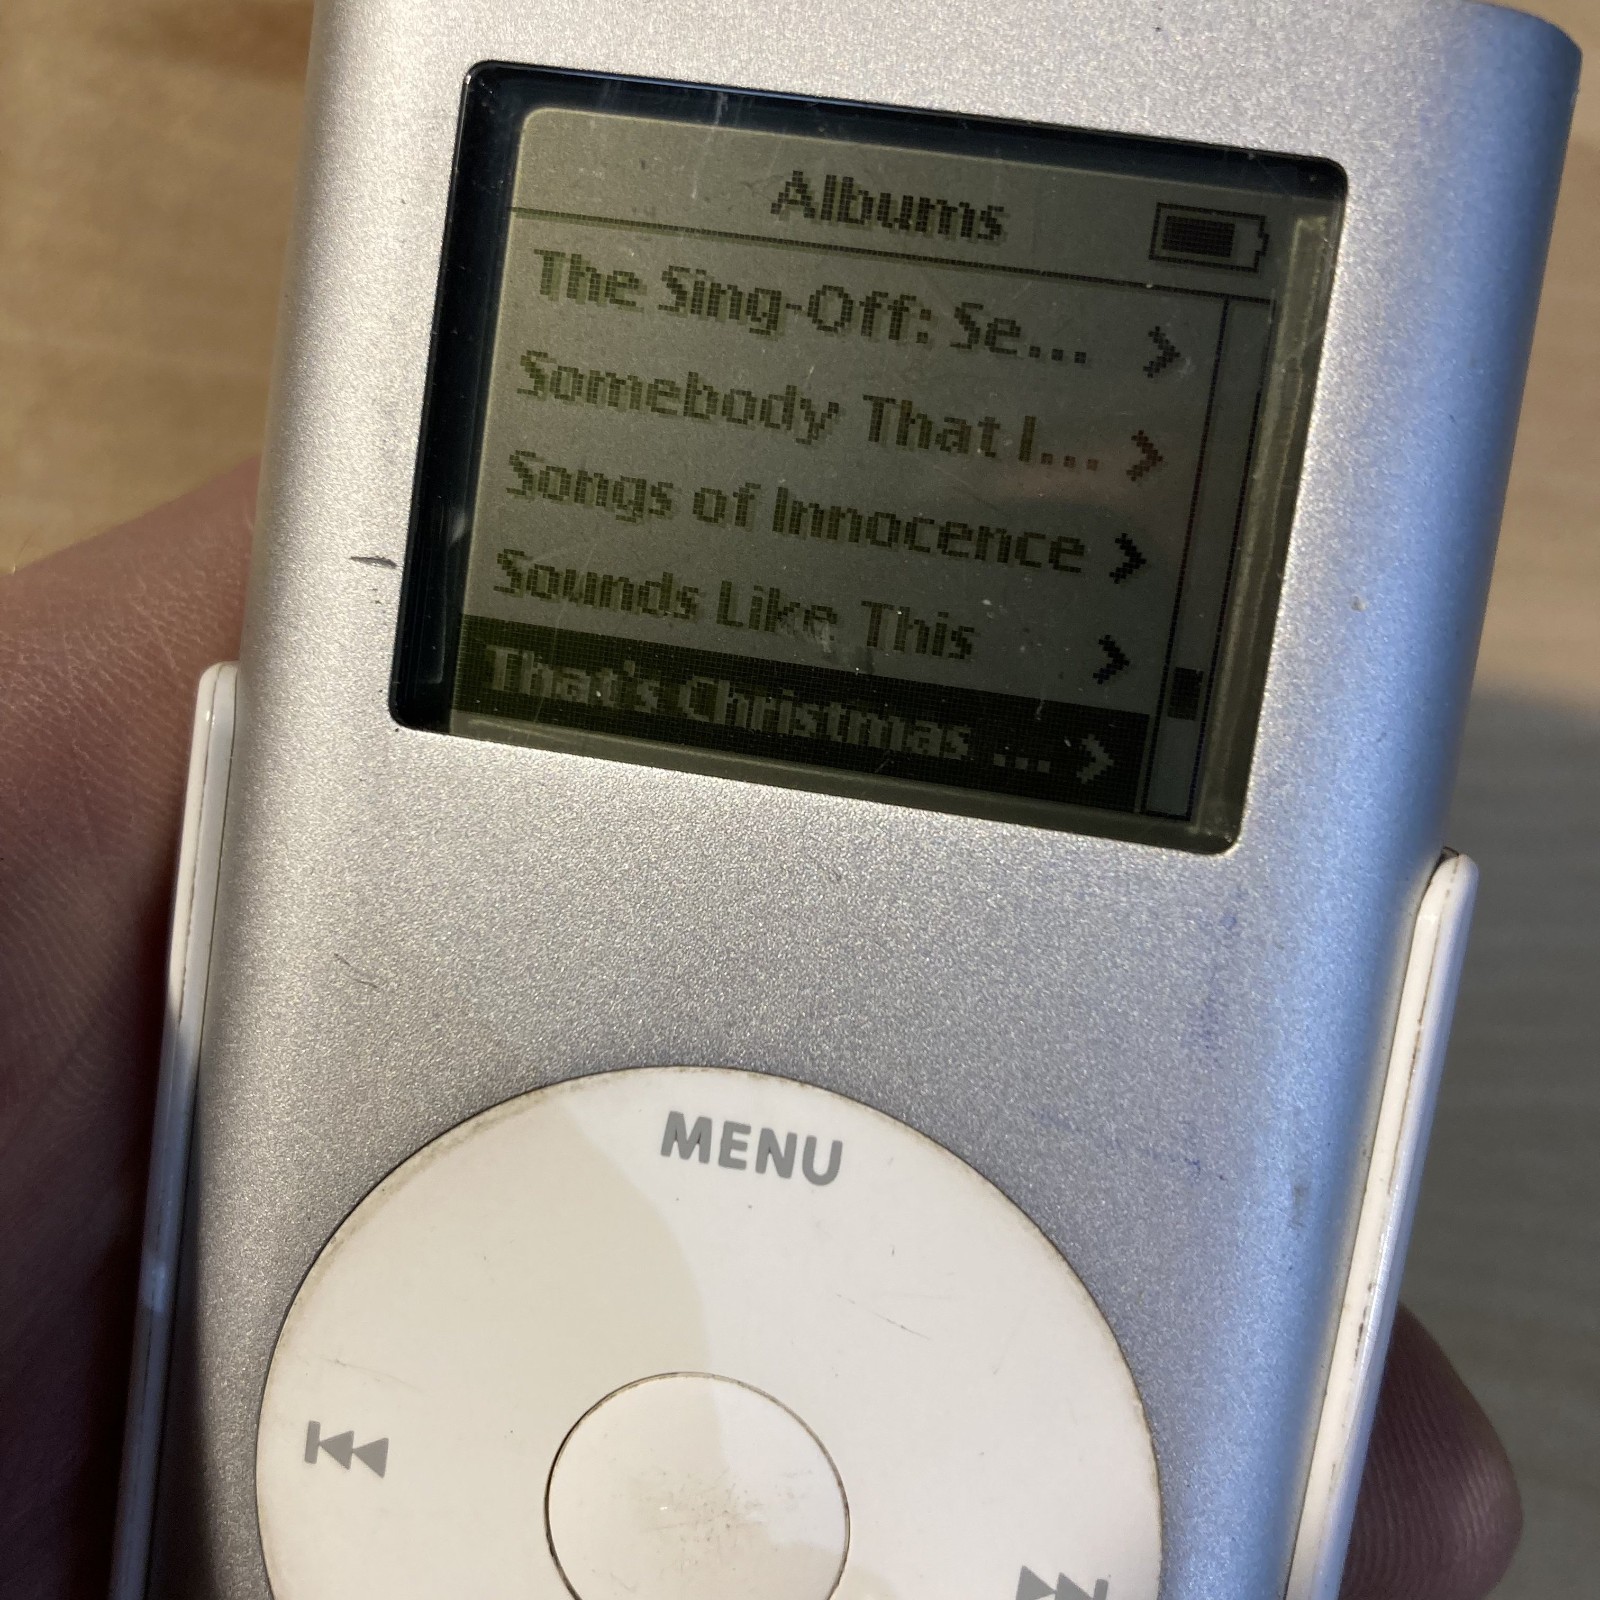 Albums
The Sing-Off: Se...
Somebody That I...
Songs of Innocence
Sounds Like This
That's Christmas ...
MENU